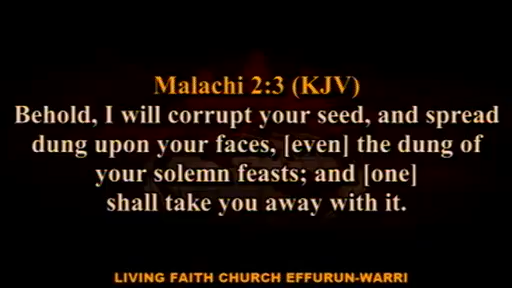 Malachi 2:3 (KJV)
Behold, I will corrupt your seed, and spread
dung upon your faces, [even] the dung of
your solemn feasts; and [one]
shall take you away with it.
LIVING FAITH CHURCH EFFURUN-WARRI